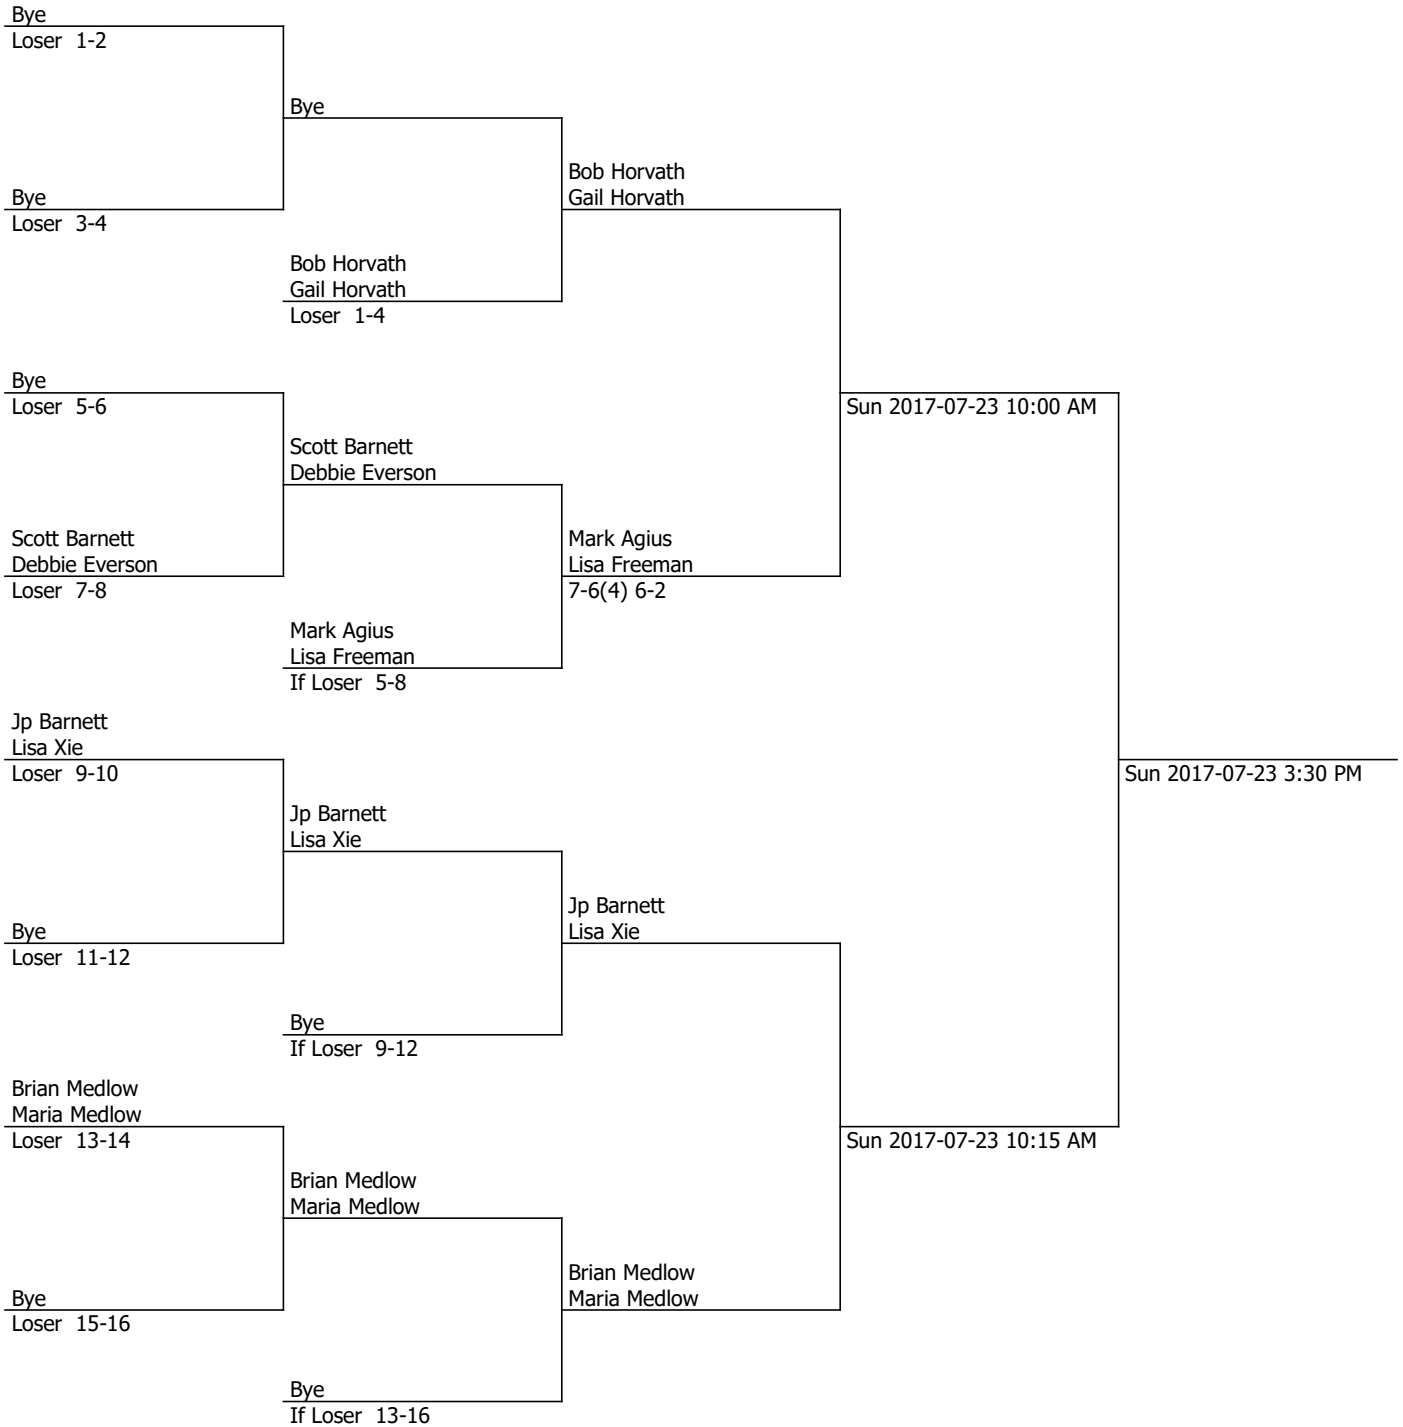 Bye
Loser 1-2
Bye
Bob Horvath
Gail Horvath
Bye
Loser 3-4
Bob Horvath
Gail Horvath
Loser 1-4
Bye
Loser 5-6
Sun 2017-07-23 10:00 AM
Scott Barnett
Debbie Everson
Scott Barnett
Debbie Everson
Loser 7-8
Mark Agius
Lisa Freeman
7-6(4) 6-2
Mark Agius
Lisa Freeman
If Loser 5-8
Jp Barnett
Lisa Xie
Loser 9-10
Sun 2017-07-23 3:30 PM
Jp Barnett
Lisa Xie
Jp Barnett
Lisa Xie
Bye
Loser 11-12
Bye
If Loser 9-12
Brian Medlow
Maria Medlow
Loser 13-14
Sun 2017-07-23 10:15 AM
Brian Medlow
Maria Medlow
Brian Medlow
Maria Medlow
Bye
Loser 15-16
Bye
If Loser 13-16